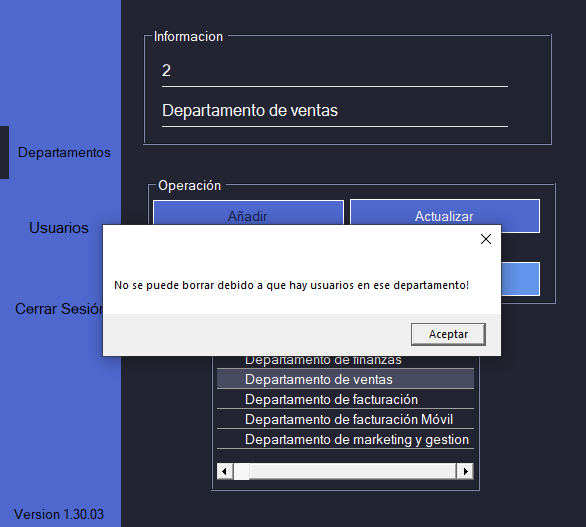 Informacion
2
Departamento de ventas
Departamentos
Operación
Añadir
Actualizar
Usuarios
No se puede borrar debido a que hay usuarios en ese departamento!
Cerrar Sesión
Aceptar
Departamento de finanzas
Departamento de ventas
Departamento de facturación
Departamento de facturación Móvil
Departamento de marketing y gestion
Version 1.30.03